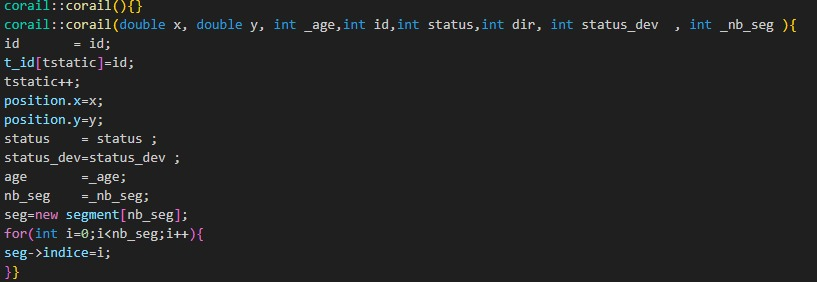 corail::corail(){}
corail::corail(double x, double y, int _age,int id,int status,int dir, int status_dev  , int _nb_seg ){
id       = id;
t_id[tstatic]=id;
tstatic++;
position.x=x;
position.y=y;
status    = status ;
status_dev=status_dev ;
age       =_age;
nb_seg    =_nb_seg;
seg=new segment[nb_seg];
for(int i=0;i<nb_seg;i++){
seg->indice=i;
}}